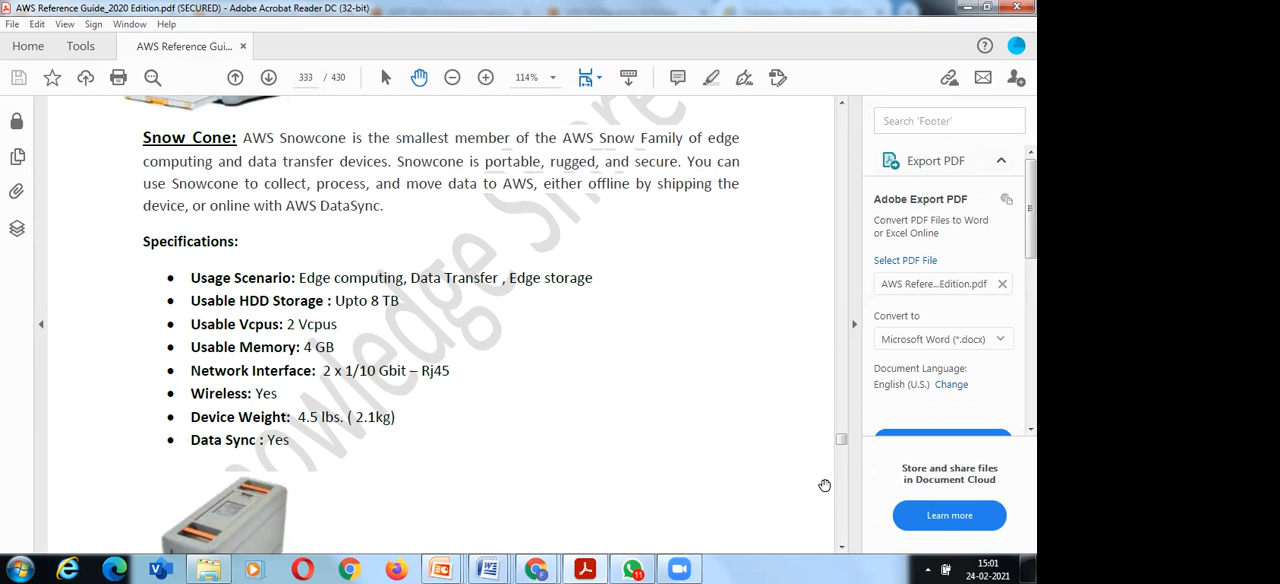 AWS Reference Guide_2020 Edition.pdf (SECURED) - Adobe Acrobat Reader DC (32-bit)
File Edit View Sign Window Help
Home Tools AWS Reference Gui... ×
333 / 430 114%
Snow Cone: AWS Snowcone is the smallest member of the AWS Snow Family of edge
computing and data transfer devices. Snowcone is portable, rugged, and secure. You can
use Snowcone to collect, process, and move data to AWS, either offline by shipping the
device, or online with AWS DataSync.
Specifications:
• Usage Scenario: Edge computing, Data Transfer , Edge storage
• Usable HDD Storage : Upto 8 TB
• Usable Vcpus: 2 Vcpus
• Usable Memory: 4 GB
• Network Interface: 2 x 1/10 Gbit – Rj45
• Wireless: Yes
• Device Weight: 4.5 lbs. ( 2.1kg)
• Data Sync : Yes
Search 'Footer'
Export PDF
Adobe Export PDF
Convert PDF Files to Word
or Excel Online
Select PDF File
AWS Refere...Edition.pdf
Convert to
Microsoft Word (*.docx)
Document Language:
English (U.S.) Change
Store and share files
in Document Cloud
Learn more
11
15:01
24-02-2021